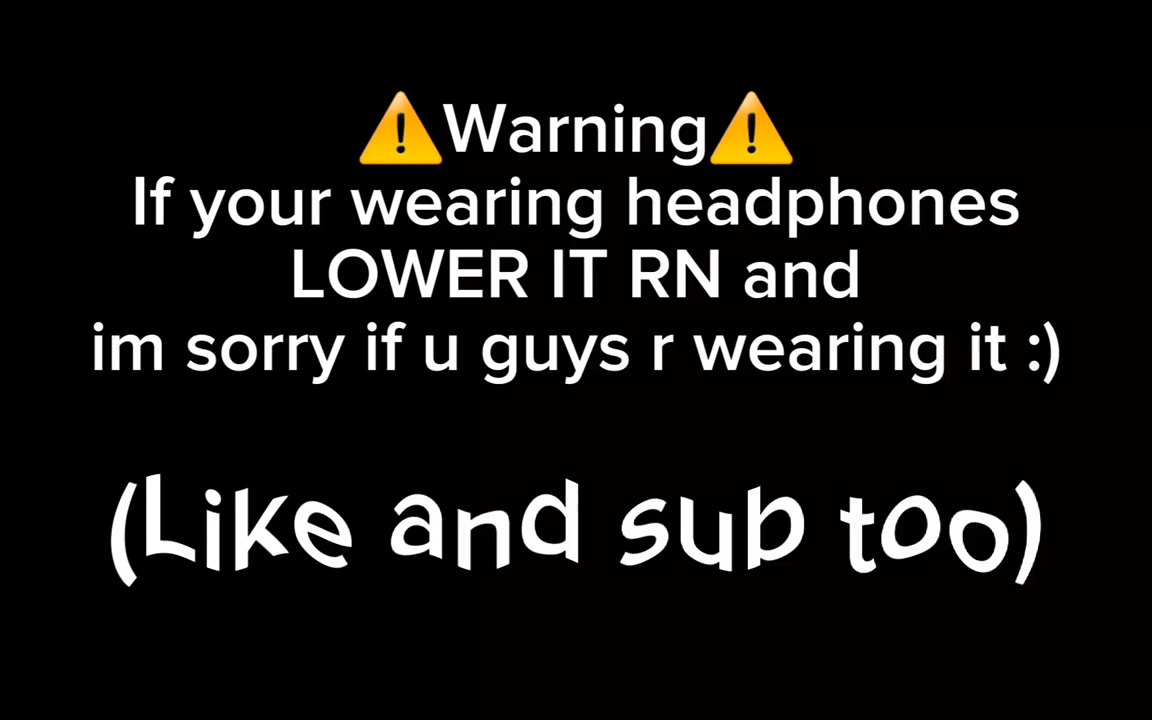 ⚠️Warning⚠️
If your wearing headphones
LOWER IT RN and
im sorry if u guys r wearing it :)
(Like and sub too)